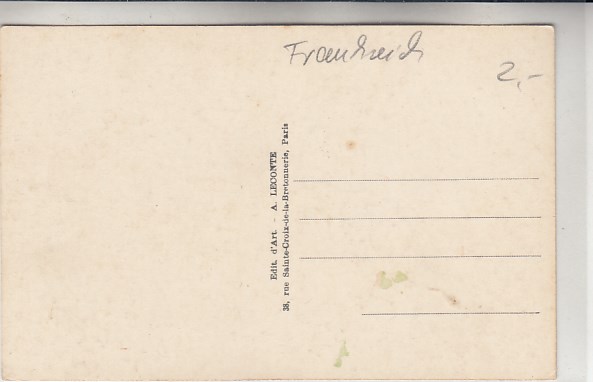 Frankreich
2,-
Edit. d'Art - A. LECONTE
38, rue Sainte-Croix-de-la-Bretonnerie, Paris